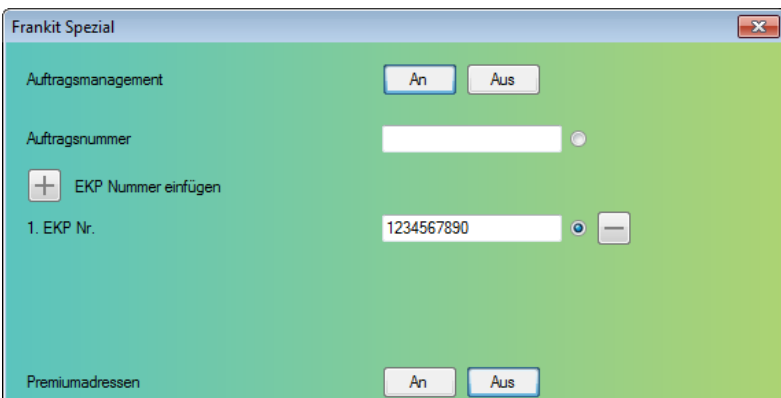 Frankit Spezial
Auftragsmanagement An Aus
Auftragsnummer
EKP Nummer einfügen
1. EKP Nr. 1234567890
Premiumadressen An Aus